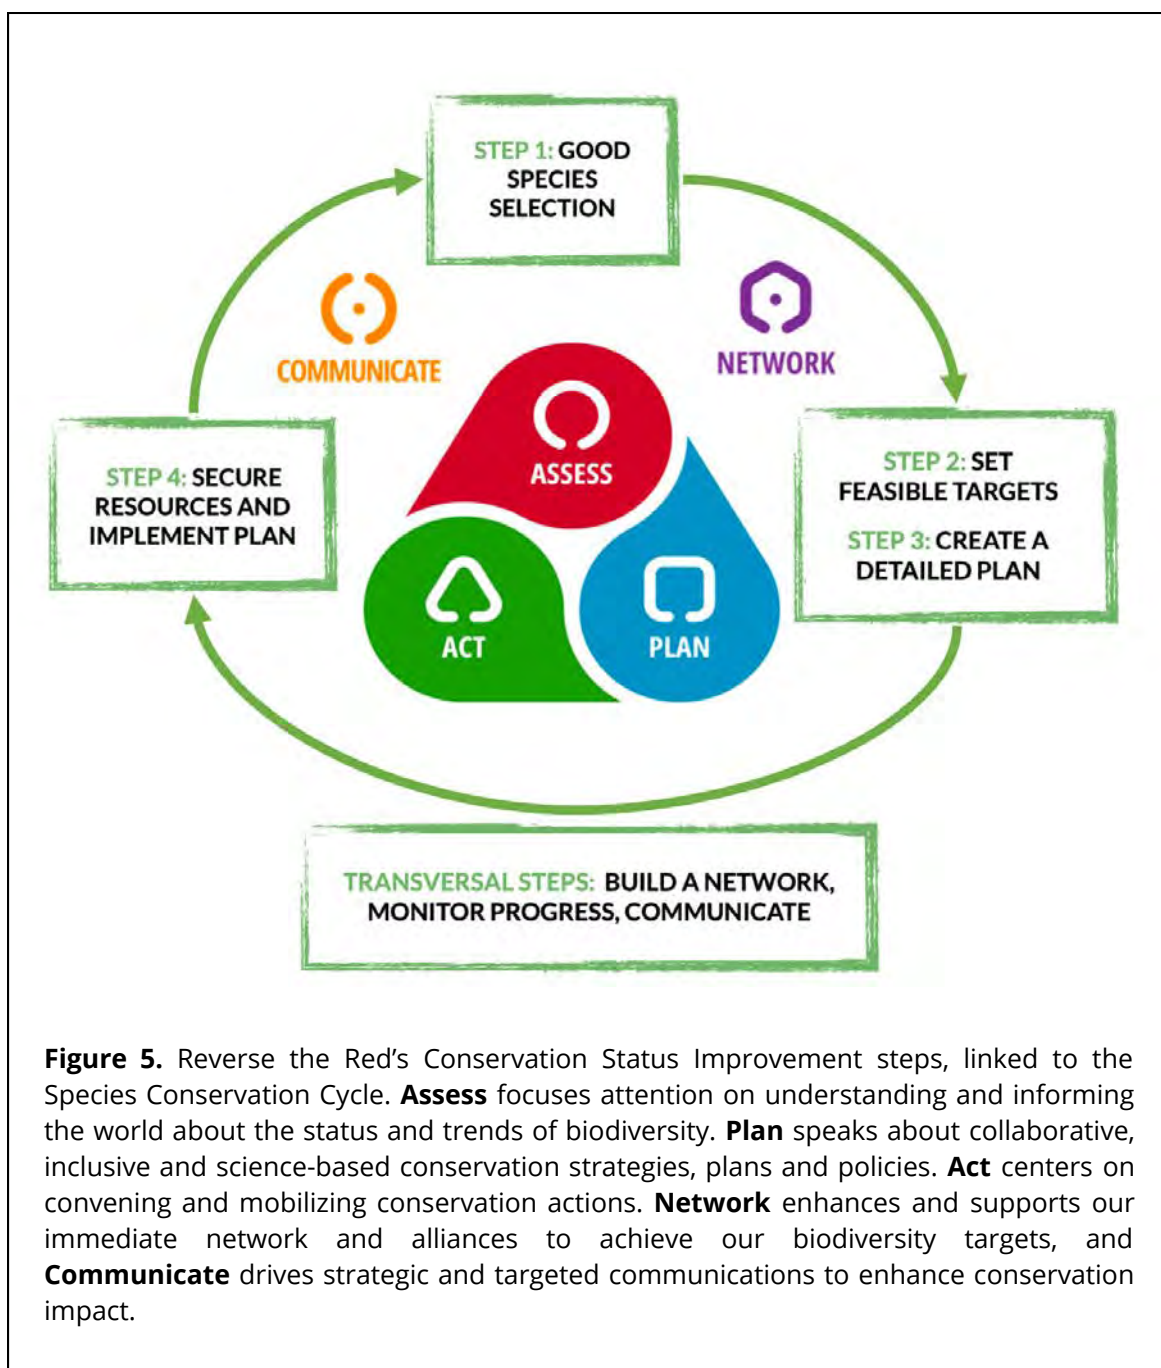 STEP 1: GOOD
SPECIES
SELECTION
COMMUNICATE
NETWORK
ASSESS
STEP 4: SECURE
RESOURCES AND
IMPLEMENT PLAN
STEP 2: SET
FEASIBLE TARGETS
STEP 3: CREATE A
DETAILED PLAN
ACT
PLAN
TRANSVERSAL STEPS: BUILD A NETWORK,
MONITOR PROGRESS, COMMUNICATE
Figure 5. Reverse the Red’s Conservation Status Improvement steps, linked to the
Species Conservation Cycle. Assess focuses attention on understanding and informing
the world about the status and trends of biodiversity. Plan speaks about collaborative,
inclusive and science-based conservation strategies, plans and policies. Act centers on
convening and mobilizing conservation actions. Network enhances and supports our
immediate network and alliances to achieve our biodiversity targets, and
Communicate drives strategic and targeted communications to enhance conservation
impact.